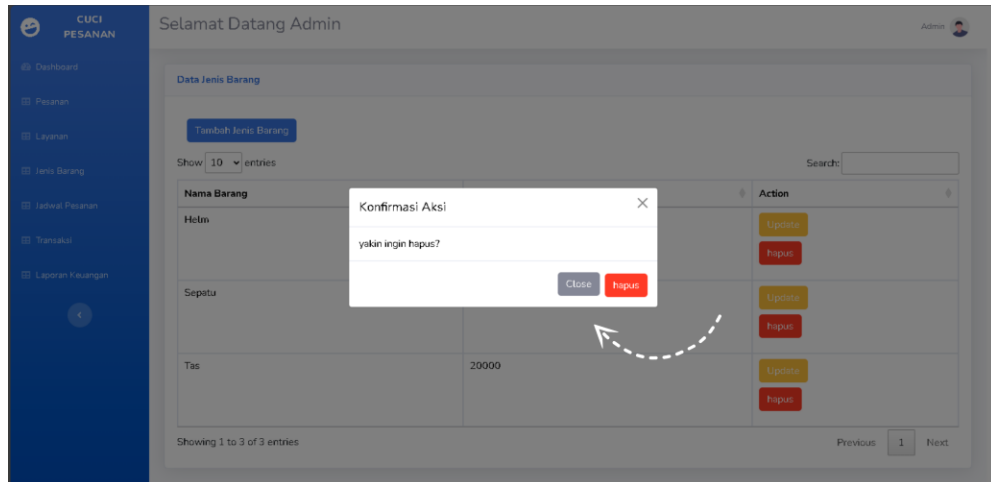 CUCI
PESANAN
Selamat Datang Admin
Admin
Dashboard
Pesanan
Layanan
Jenis Barang
Jadwal Pesanan
Transaksi
Laporan Keuangan
Data Jenis Barang
Tambah Jenis Barang
Show 10 entries
Search:
Nama Barang
Action
Helm
Update
hapus
Konfirmasi Aksi
yakin ingin hapus?
Close
hapus
Sepatu
Update
hapus
Tas
20000
Update
hapus
Showing 1 to 3 of 3 entries
Previous 1 Next